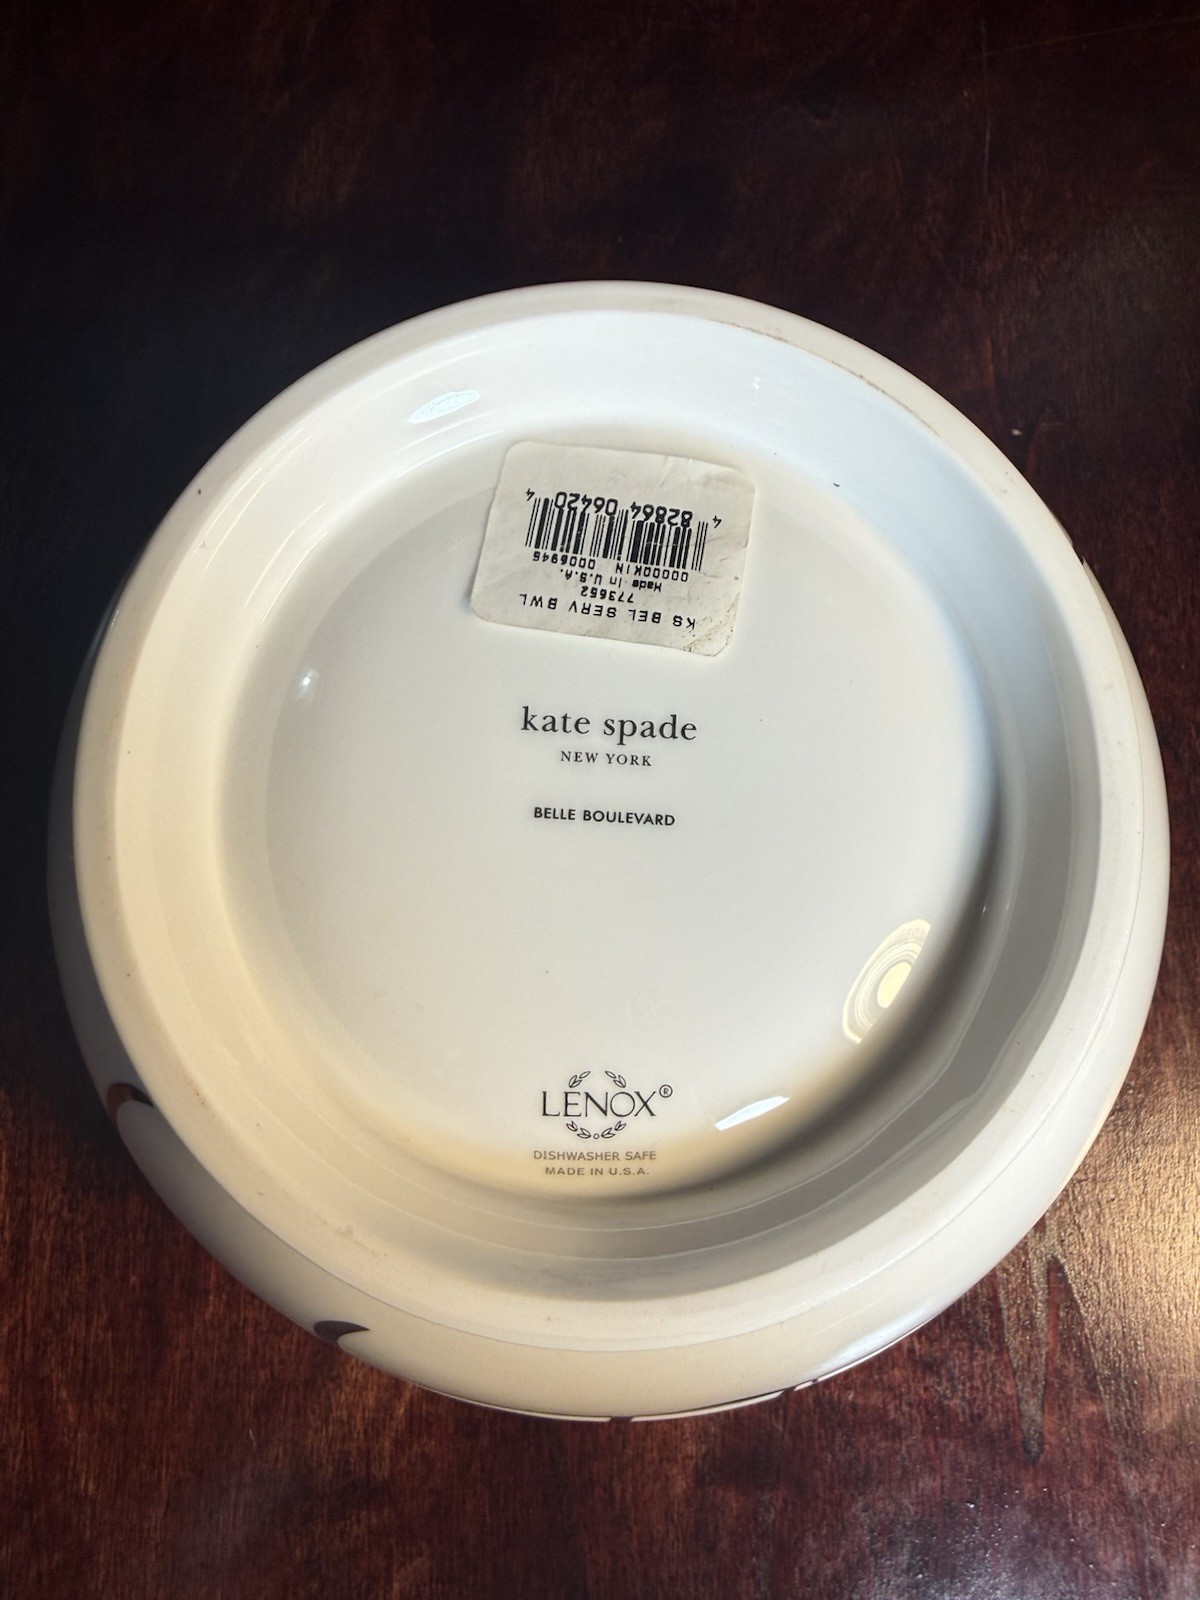 KS BEL SERV BWL
773652
Made in U.S.A.
00000KIN N 0006945
4 82864 06420 4
kate spade
NEW YORK
BELLE BOULEVARD
LENOX®
DISHWASHER SAFE
MADE IN U.S.A.